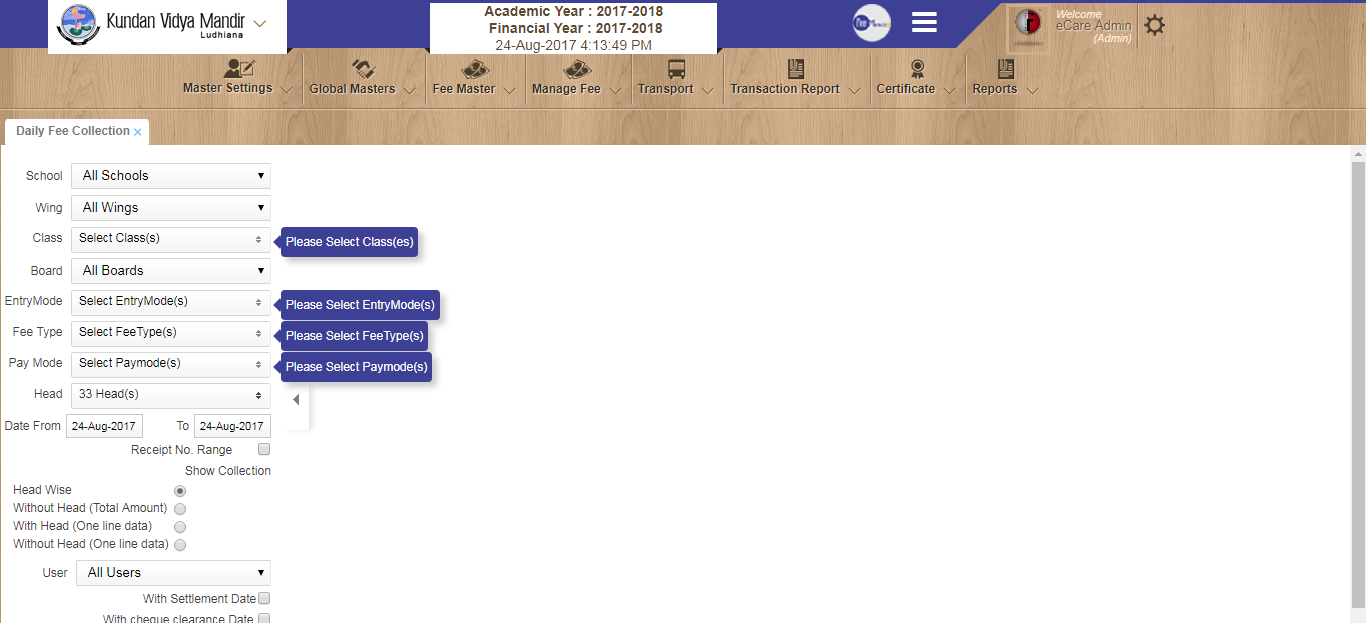 Kundan Vidya Mandir
Ludhiana
Academic Year : 2017-2018
Financial Year : 2017-2018
24-Aug-2017 4:13:49 PM
Welcome
eCare Admin
(Admin)
Master Settings
Global Masters
Fee Master
Manage Fee
Transport
Transaction Report
Certificate
Reports
Daily Fee Collection ×
School All Schools
Wing All Wings
Class Select Class(s) Please Select Class(es)
Board All Boards
EntryMode Select EntryMode(s) Please Select EntryMode(s)
Fee Type Select FeeType(s) Please Select FeeType(s)
Pay Mode Select Paymode(s) Please Select Paymode(s)
Head 33 Head(s)
Date From 24-Aug-2017 To 24-Aug-2017
Receipt No. Range
Show Collection
Head Wise
Without Head (Total Amount)
With Head (One line data)
Without Head (One line data)
User All Users
With Settlement Date
With cheque clearance Date